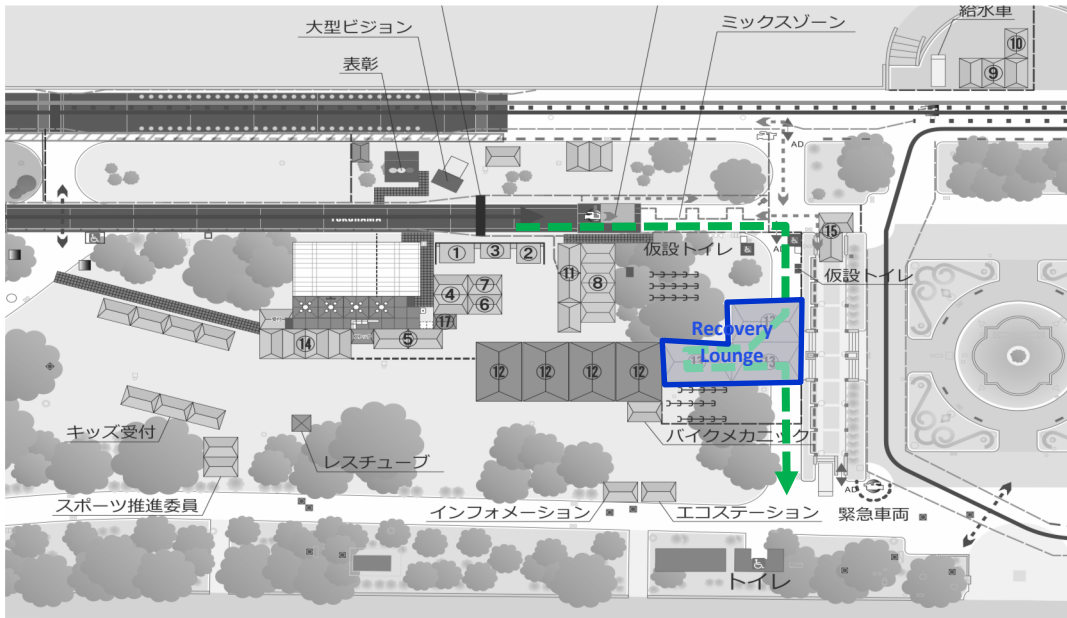 給水車
大型ビジョン
ミックスゾーン
表彰
⑩
⑨
AD
YOKOHAMA
仮設トイレ
AD
⑮
仮設トイレ
①
③
②
⑪
⑧
④
⑦
⑥
⑰
⑤
⑭
⑫
⑫
⑫
⑫
⑬
⑬
⑬
Recovery
Lounge
キッズ受付
バイクメカニック
レスチューブ
スポーツ推進委員
インフォメーション
エコステーション
AD
緊急車両
トイレ